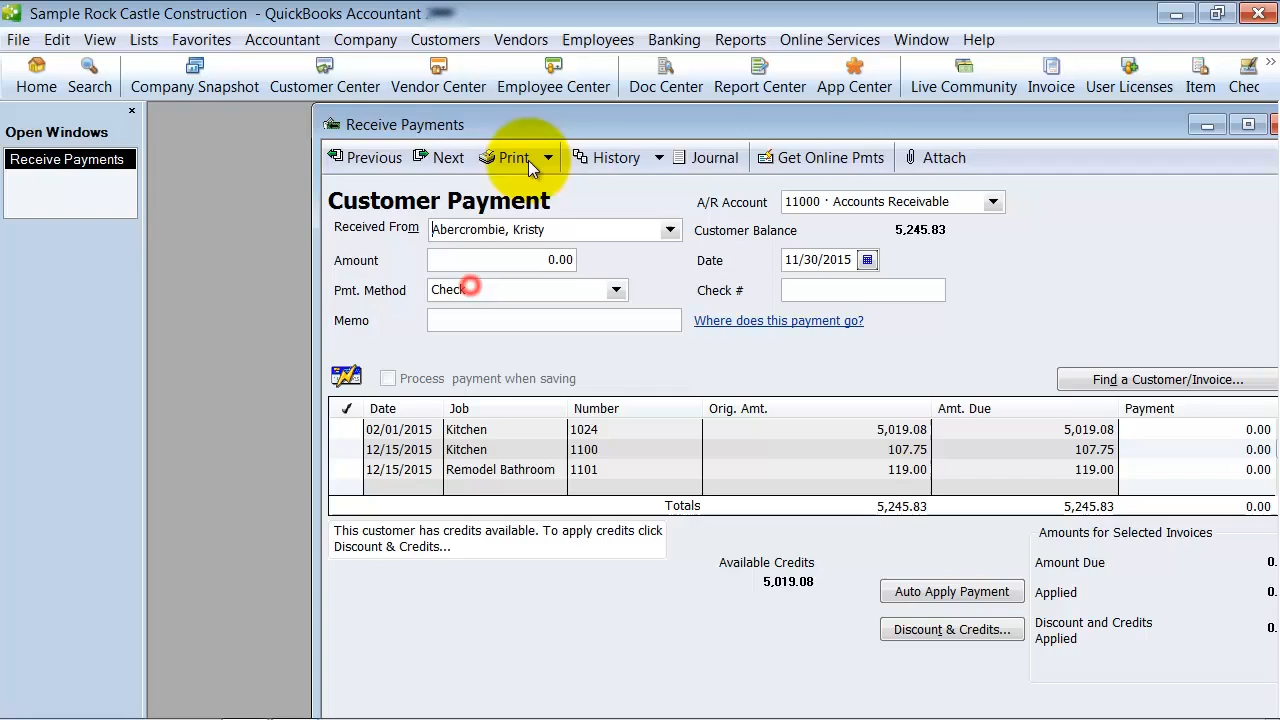 Sample Rock Castle Construction - QuickBooks Accountant
File Edit View Lists Favorites Accountant Company Customers Vendors Employees Banking Reports Online Services Window Help
Home Search Company Snapshot Customer Center Vendor Center Employee Center Doc Center Report Center App Center Live Community Invoice User Licenses Item Chec
Open Windows
Receive Payments
Receive Payments
Previous Next Print History Journal Get Online Pmts Attach
Customer Payment
A/R Account 11000 · Accounts Receivable
Received From Abercrombie, Kristy Customer Balance 5,245.83
Amount 0.00 Date 11/30/2015
Pmt. Method Check Check #
Memo Where does this payment go?
Process payment when saving Find a Customer/Invoice...
✓ Date Job Number Orig. Amt. Amt. Due Payment
02/01/2015 Kitchen 1024 5,019.08 5,019.08 0.00
12/15/2015 Kitchen 1100 107.75 107.75 0.00
12/15/2015 Remodel Bathroom 1101 119.00 119.00 0.00
Totals 5,245.83 5,245.83 0.00
This customer has credits available. To apply credits click
Discount & Credits...
Available Credits
5,019.08
Auto Apply Payment
Discount & Credits...
Amounts for Selected Invoices
Amount Due 0.
Applied 0.
Discount and Credits
Applied 0.